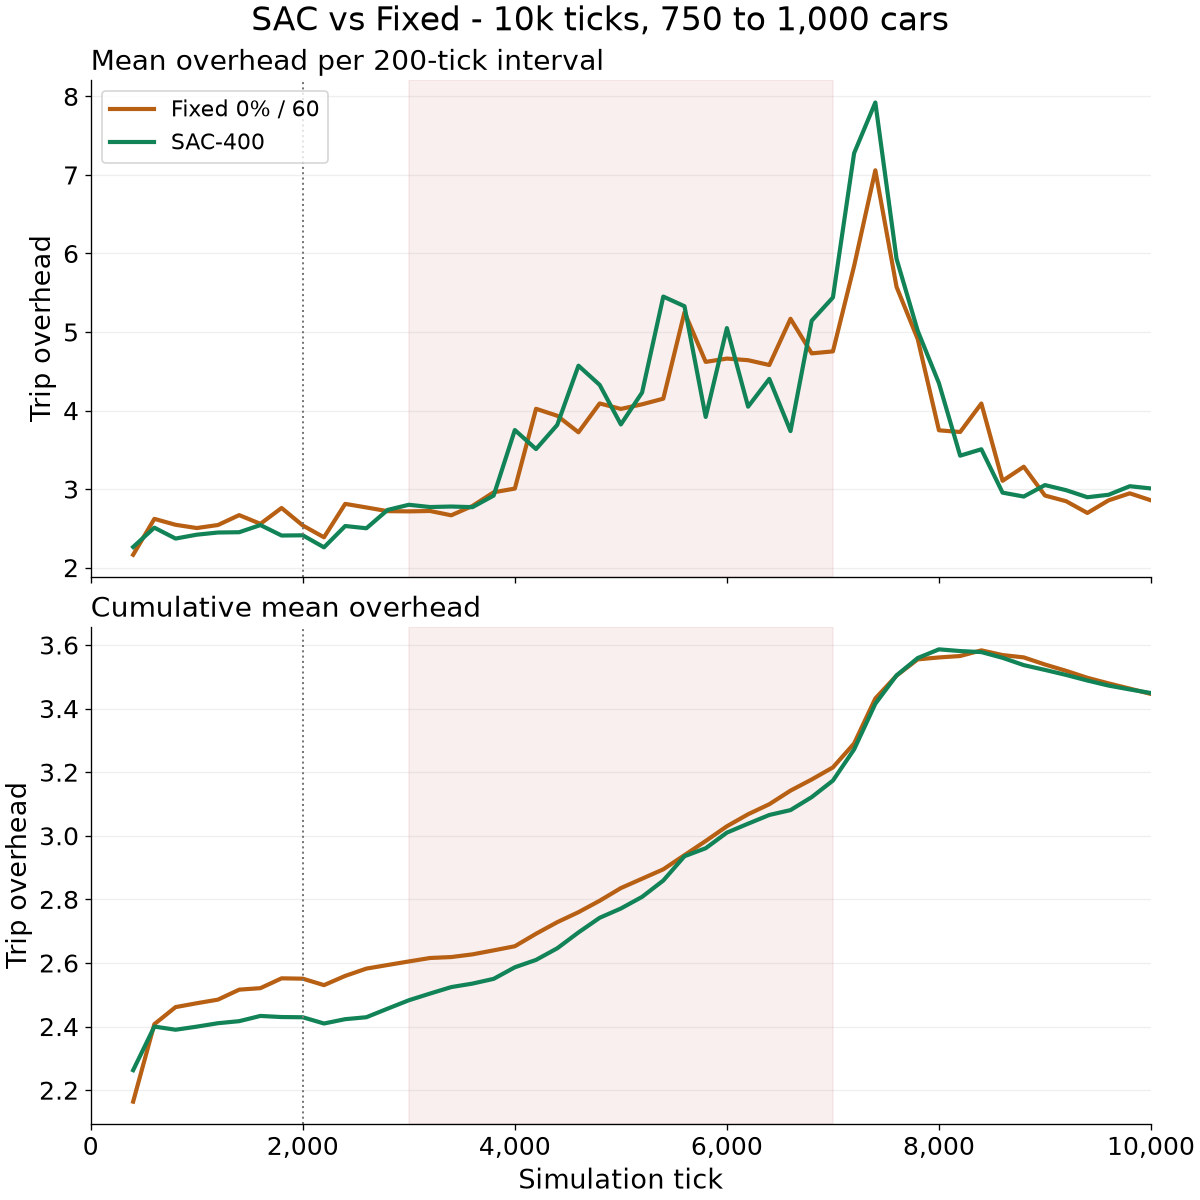 SAC vs Fixed - 10k ticks, 750 to 1,000 cars
Mean overhead per 200-tick interval
Fixed 0% / 60
SAC-400
8
7
6
5
4
3
2
Trip overhead
Cumulative mean overhead
3.6
3.4
3.2
3.0
2.8
2.6
2.4
2.2
Trip overhead
0 2,000 4,000 6,000 8,000 10,000
Simulation tick